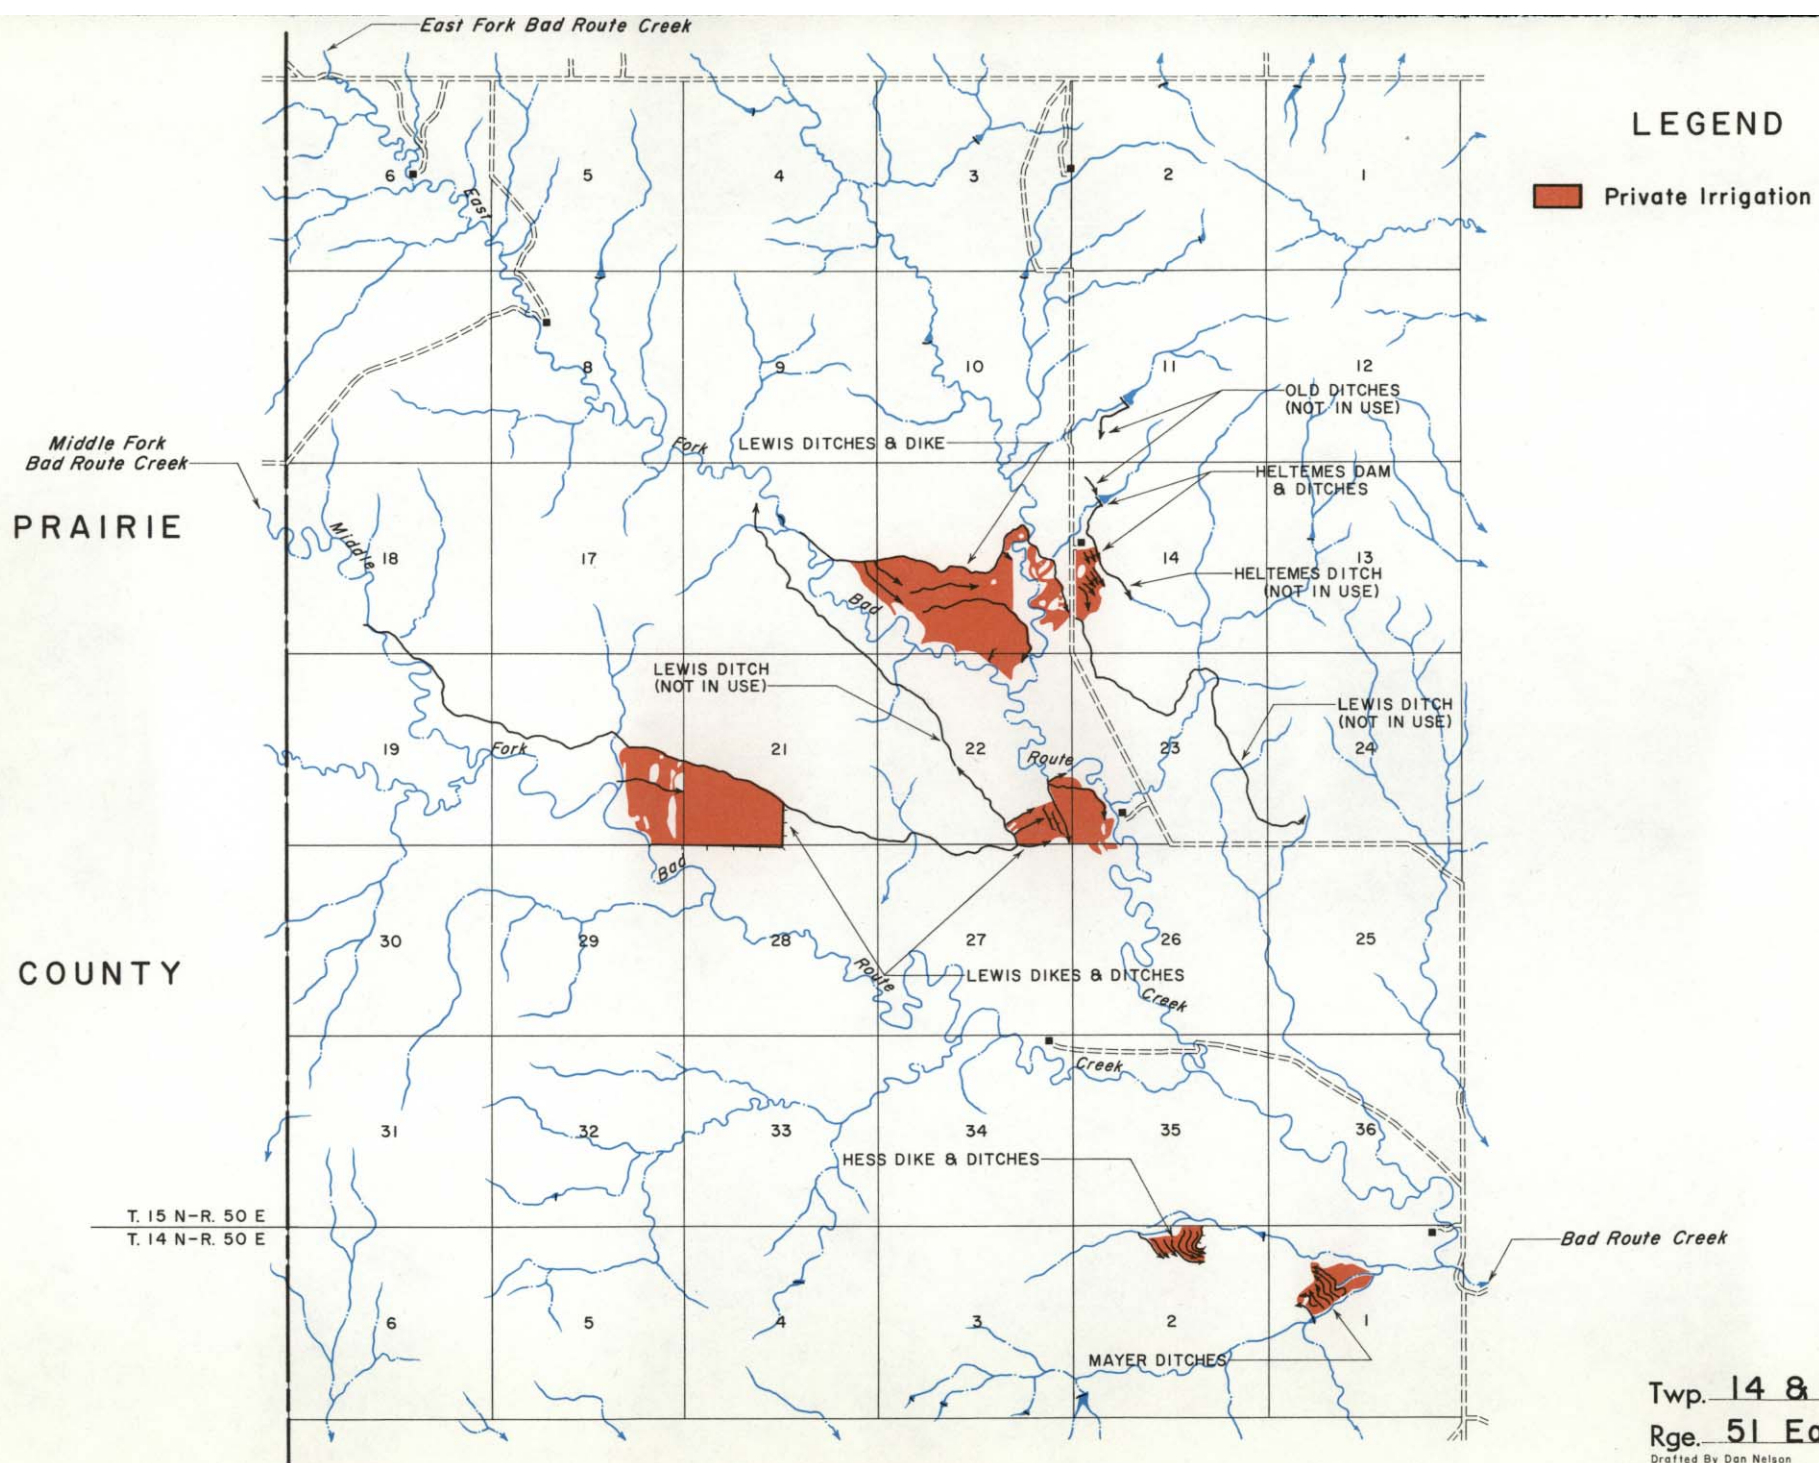 East Fork Bad Route Creek
LEGEND
Private Irrigation
6
5
4
3
2
1
East
8
9
10
11
12
OLD DITCHES
(NOT IN USE)
Middle Fork
Bad Route Creek
Fork
LEWIS DITCHES & DIKE
HELTEMES DAM
& DITCHES
PRAIRIE
Middle
18
17
14
13
HELTEMES DITCH
(NOT IN USE)
Bad
LEWIS DITCH
(NOT IN USE)
LEWIS DITCH
(NOT IN USE)
19
Fork
21
22
Route
23
24
Bad
30
29
28
27
26
25
COUNTY
Route
LEWIS DIKES & DITCHES
Creek
Creek
31
32
33
34
35
36
HESS DIKE & DITCHES
T. 15 N-R. 50 E
T. 14 N-R. 50 E
Bad Route Creek
6
5
4
3
2
1
MAYER DITCHES
Twp. 14 &
Rge. 51 Ea
Drafted By Dan Nelson